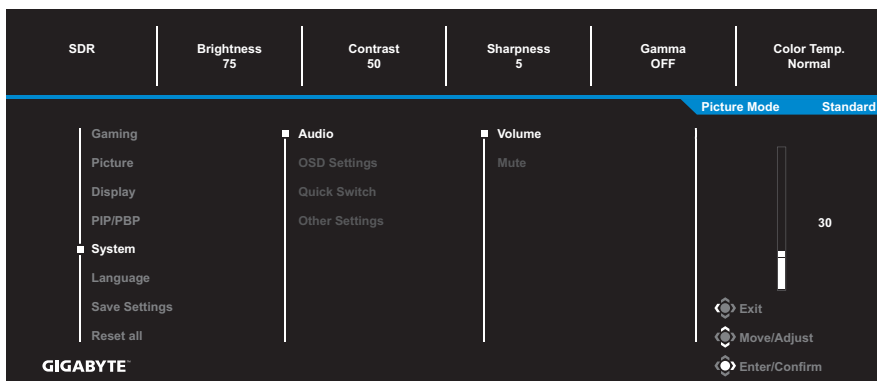 SDR
Brightness
75
Contrast
50
Sharpness
5
Gamma
OFF
Color Temp.
Normal
Picture Mode Standard
Gaming
Picture
Display
PIP/PBP
System
Language
Save Settings
Reset all
Audio
OSD Settings
Quick Switch
Other Settings
Volume
Mute
30
Exit
Move/Adjust
Enter/Confirm
GIGABYTE™